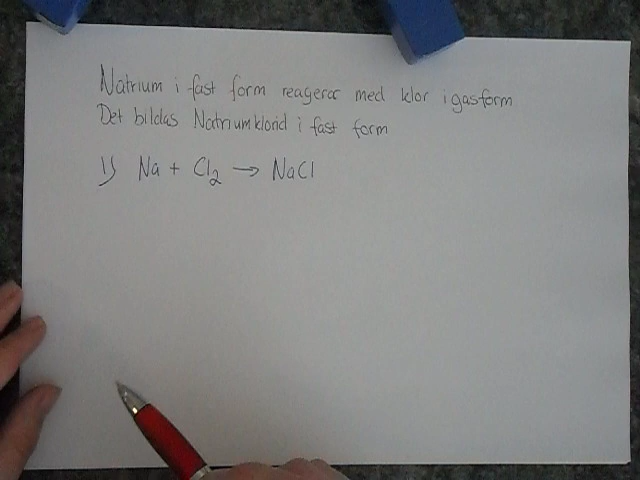 Natrium i fast form reagerar med klor i gasform
Det bildas Natriumklorid i fast form
1) Na + Cl₂ → NaCl